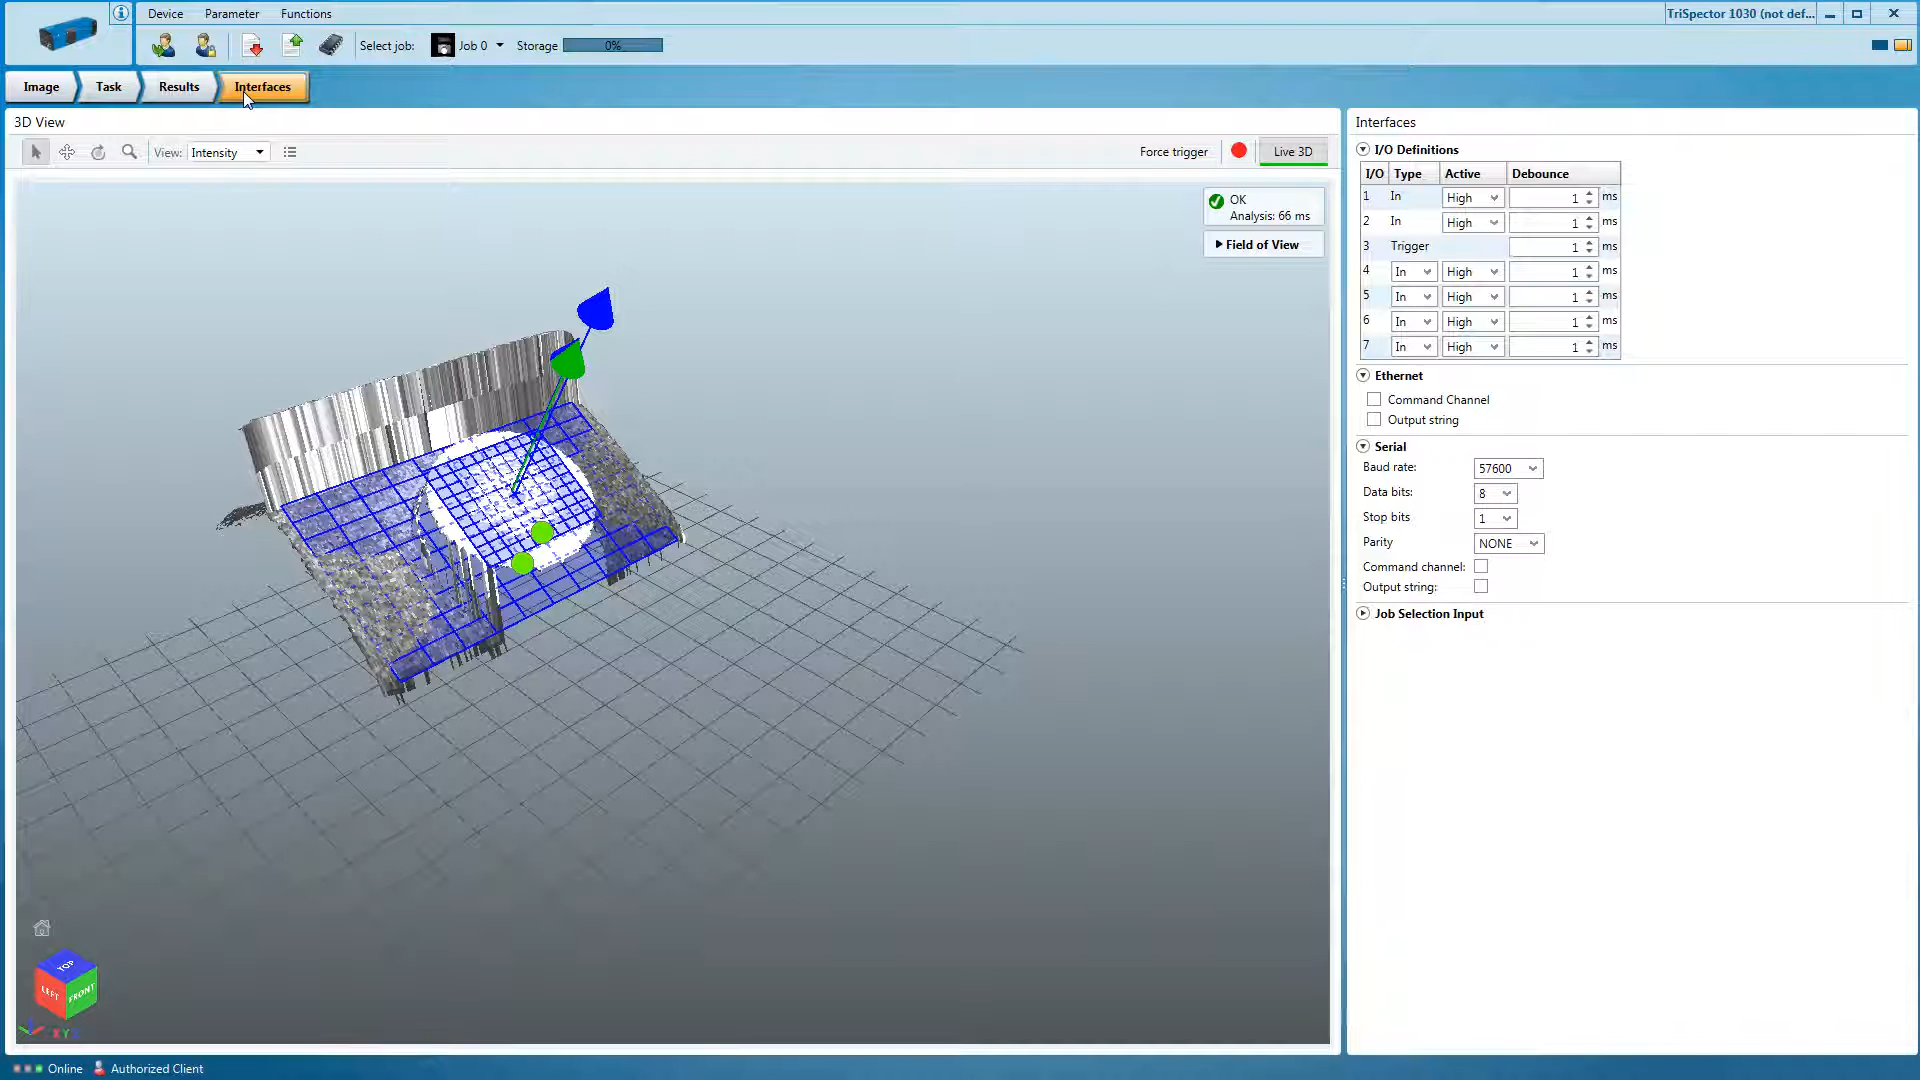 Device Parameter Functions
TriSpector 1030 (not def...
Select job: Job 0 Storage 0%
Image Task Results Interfaces
3D View
View: Intensity
Force trigger Live 3D
OK
Analysis: 66 ms
Field of View
TOP
LEFT FRONT
X Y Z
Interfaces
I/O Definitions
I/O Type Active Debounce
1 In High 1 ms
2 In High 1 ms
3 Trigger 1 ms
4 In High 1 ms
5 In High 1 ms
6 In High 1 ms
7 In High 1 ms
Ethernet
Command Channel
Output string
Serial
Baud rate: 57600
Data bits: 8
Stop bits 1
Parity NONE
Command channel:
Output string:
Job Selection Input
Online Authorized Client